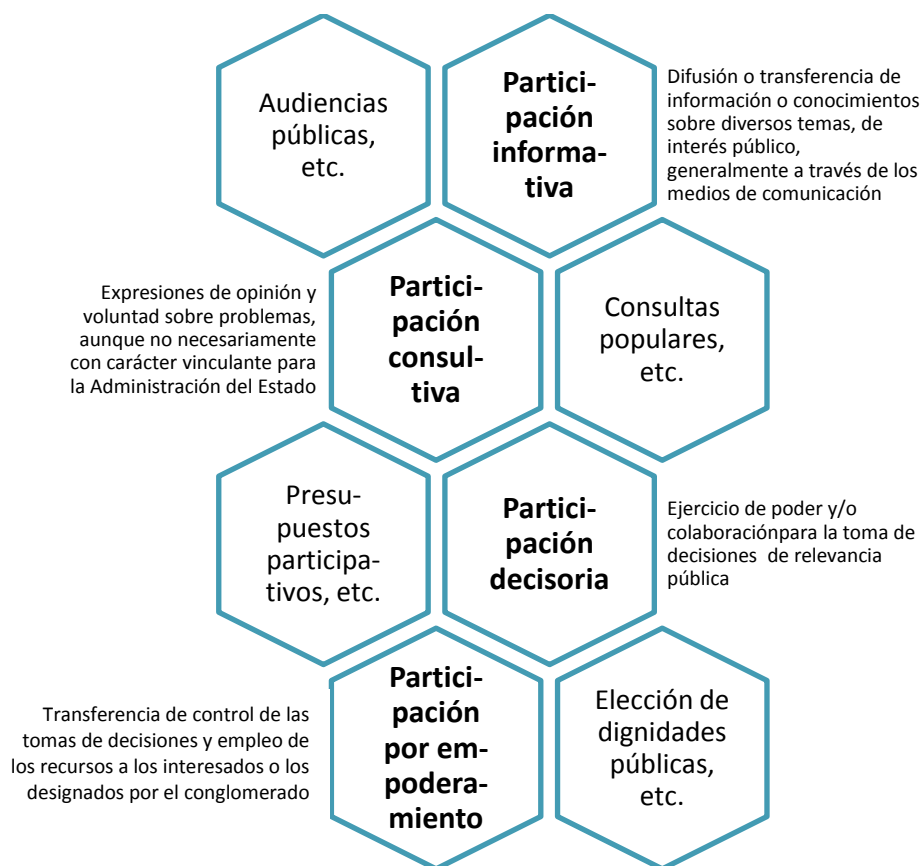 Audiencias
públicas,
etc.
Partici-
pación
informa-
tiva
Difusión o transferencia de
información o conocimientos
sobre diversos temas, de
interés público,
generalmente a través de los
medios de comunicación
Expresiones de opinión y
voluntad sobre problemas,
aunque no necesariamente
con carácter vinculante para
la Administración del Estado
Partici-
pación
consul-
tiva
Consultas
populares,
etc.
Presu-
puestos
participa-
tivos, etc.
Partici-
pación
decisoria
Ejercicio de poder y/o
colaboraciónpara la toma de
decisiones de relevancia
pública
Transferencia de control de las
tomas de decisiones y empleo de
los recursos a los interesados o los
designados por el conglomerado
Partici-
pación
por em-
podera-
miento
Elección de
dignidades
públicas,
etc.